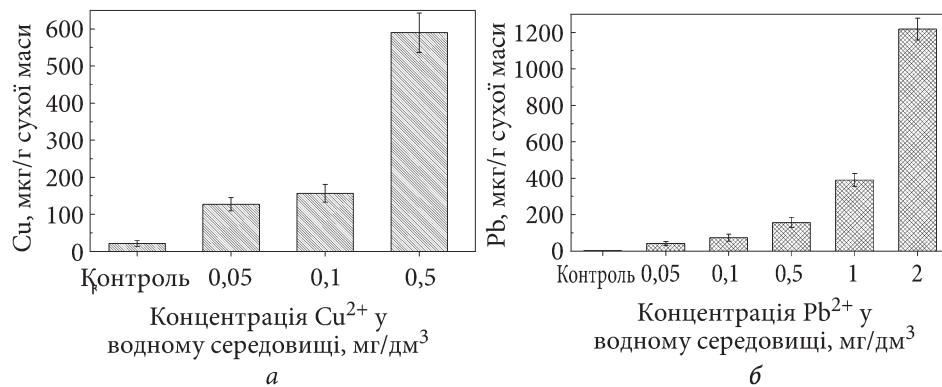 Cu, мкг/г сухої маси
600
500
400
300
200
100
0
Контроль 0,05 0,1 0,5
Концентрація Cu2+ у
водному середовищі, мг/дм3
а
Pb, мкг/г сухої маси
1200
1000
800
600
400
200
0
Контроль 0,05 0,1 0,5 1 2
Концентрація Pb2+ у
водному середовищі, мг/дм3
б